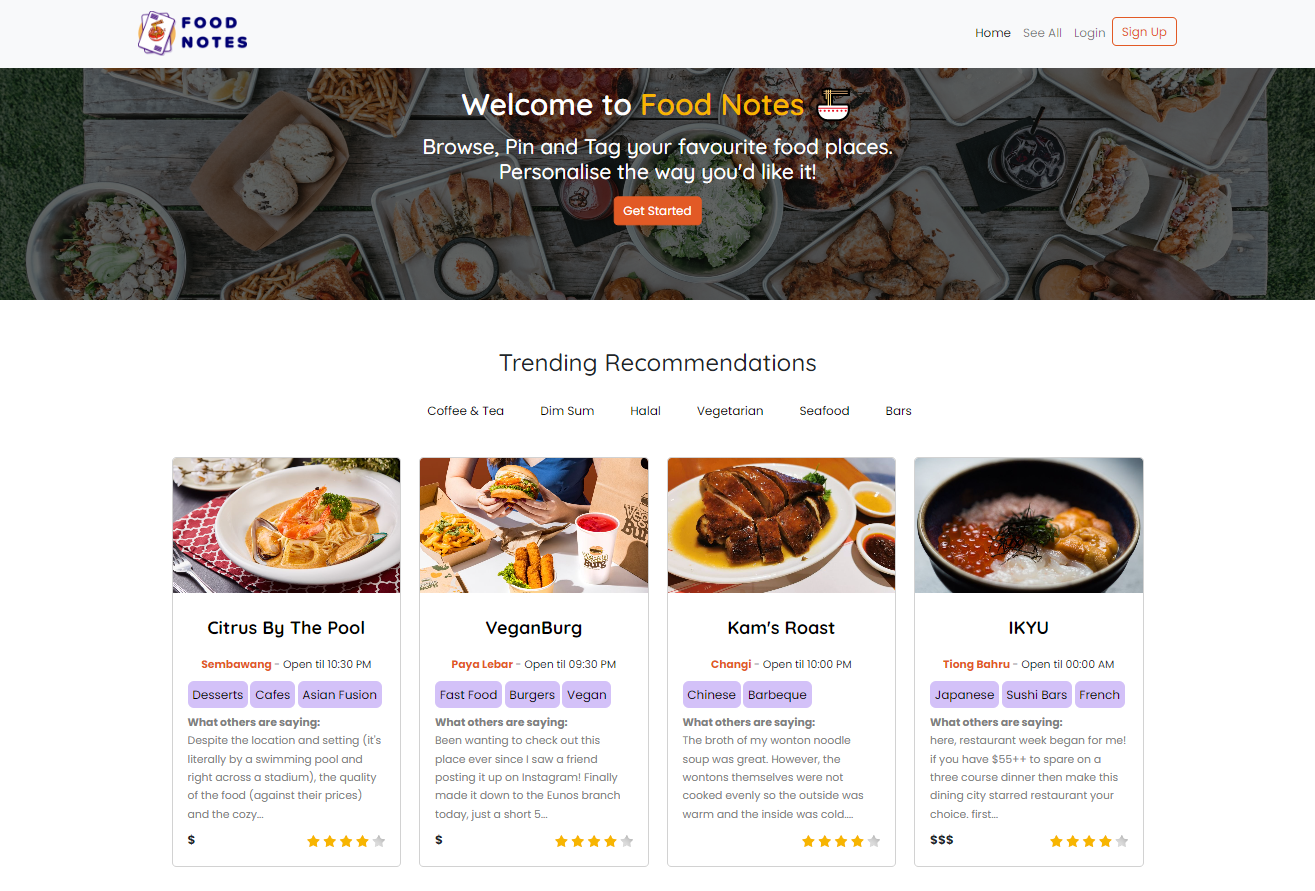 FOOD
NOTES
Home See All Login Sign Up
Welcome to Food Notes
Browse, Pin and Tag your favourite food places.
Personalise the way you'd like it!
Get Started
Trending Recommendations
Coffee & Tea Dim Sum Halal Vegetarian Seafood Bars
Citrus By The Pool
Sembawang - Open til 10:30 PM
Desserts Cafes Asian Fusion
What others are saying:
Despite the location and setting (it's
literally by a swimming pool and
right across a stadium), the quality
of the food (against their prices)
and the cozy...
$
VeganBurg
Paya Lebar - Open til 09:30 PM
Fast Food Burgers Vegan
What others are saying:
Been wanting to check out this
place ever since I saw a friend
posting it up on Instagram! Finally
made it down to the Eunos branch
today, just a short 5...
$
Kam's Roast
Changi - Open til 10:00 PM
Chinese Barbeque
What others are saying:
The broth of my wonton noodle
soup was great. However, the
wontons themselves were not
cooked evenly so the outside was
warm and the inside was cold....
IKYU
Tiong Bahru - Open til 00:00 AM
Japanese Sushi Bars French
What others are saying:
here, restaurant week began for me!
if you have $55++ to spare on a
three course dinner then make this
dining city starred restaurant your
choice. first...
$$$